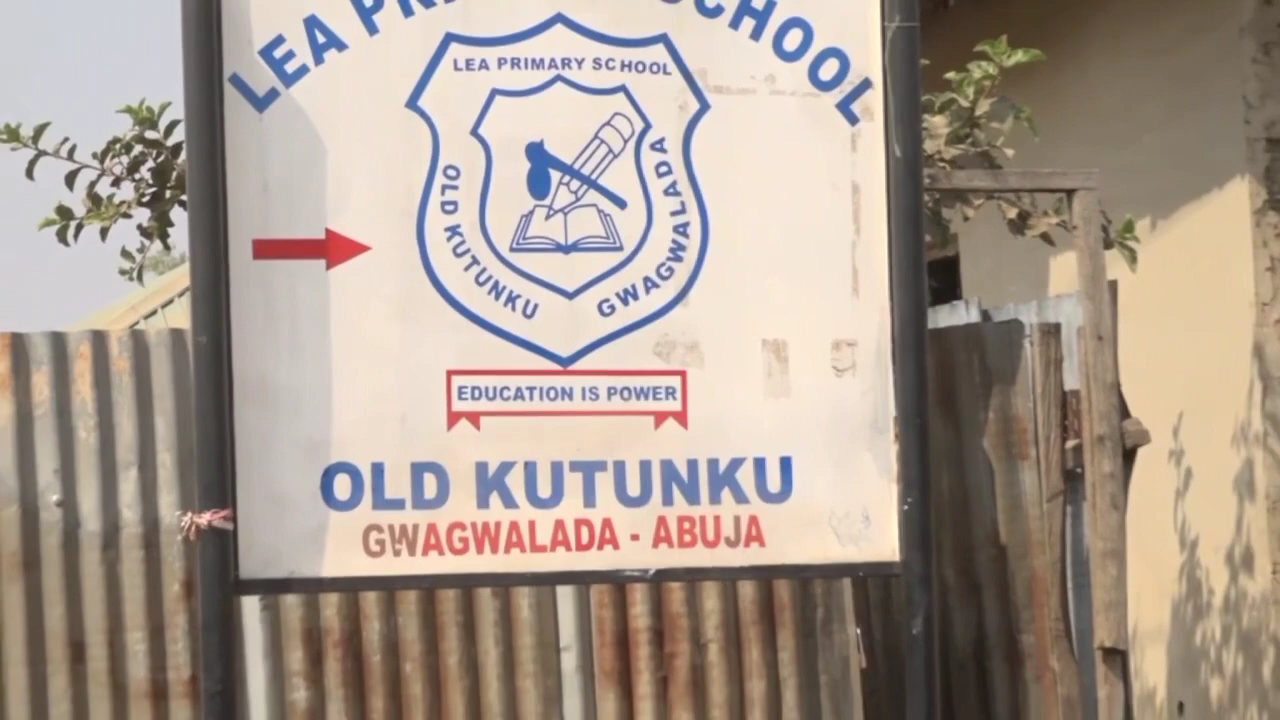 LEA PRIMARY SCHOOL
LEA PRIMARY SCHOOL
OLD KUTUNKU
GWAGWALADA
EDUCATION IS POWER
OLD KUTUNKU
GWAGWALADA - ABUJA